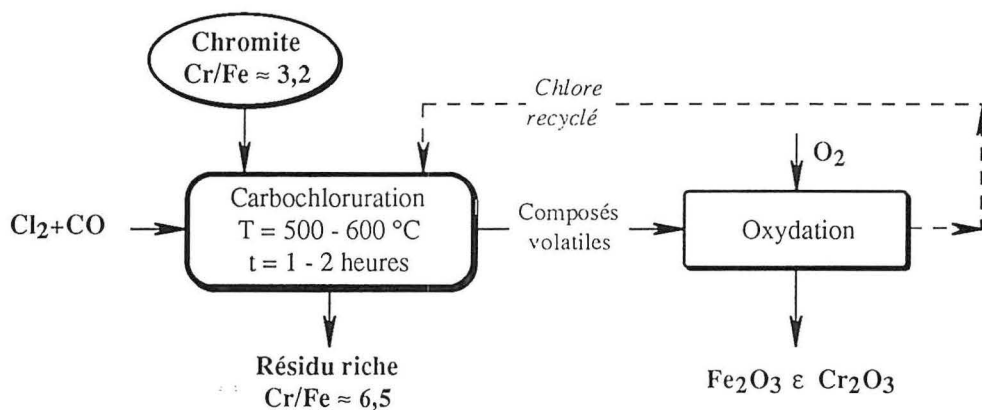 Chromite
Cr/Fe ≈ 3,2
Chlore
recyclé
O2
Carbochloruration
T = 500 - 600 °C
t = 1 - 2 heures
Cl2+CO
Composés
volatiles
Oxydation
Résidu riche
Cr/Fe ≈ 6,5
Fe2O3 ε Cr2O3